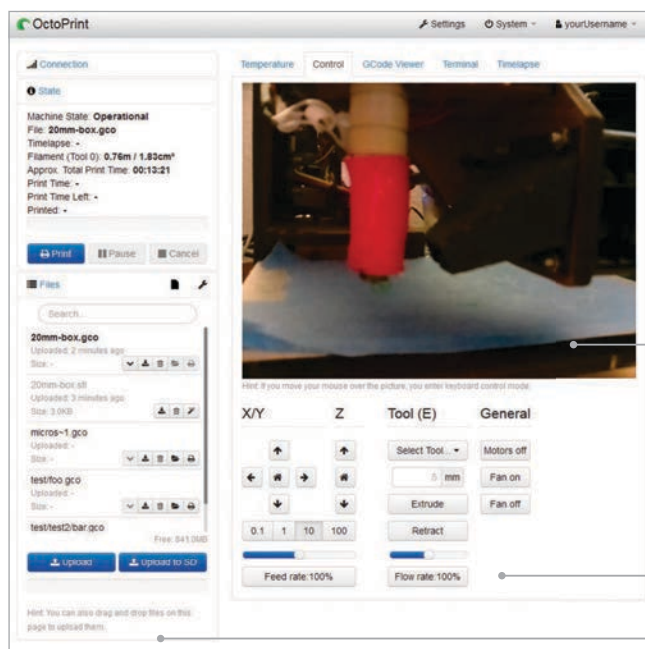 OctoPrint
Settings System yourUsername
Connection
State
Machine State: Operational
File: 20mm-box.gco
Timelapse: -
Filament (Tool 0): 0.76m / 1.83cm³
Approx. Total Print Time: 00:13:21
Print Time: -
Print Time Left: -
Printed: -
Print Pause Cancel
Files
Search...
20mm-box.gco
Uploaded: 2 minutes ago
Size: -
20mm-box.stl
Uploaded: 3 minutes ago
Size: 3.0KB
micros~1.gco
Uploaded: -
Size: -
test/foo.gco
Uploaded: -
Size: -
test/test2/bar.gco
Free: 841.0MB
Upload Upload to SD
Hint: You can also drag and drop files on this
page to upload them.
Temperature Control GCode Viewer Terminal Timelapse
Hint: If you move your mouse over the picture, you enter keyboard control mode.
X/Y Z Tool (E) General
Select Tool... Motors off
5 mm Fan on
Extrude Fan off
0.1 1 10 100 Retract
Feed rate:100% Flow rate:100%